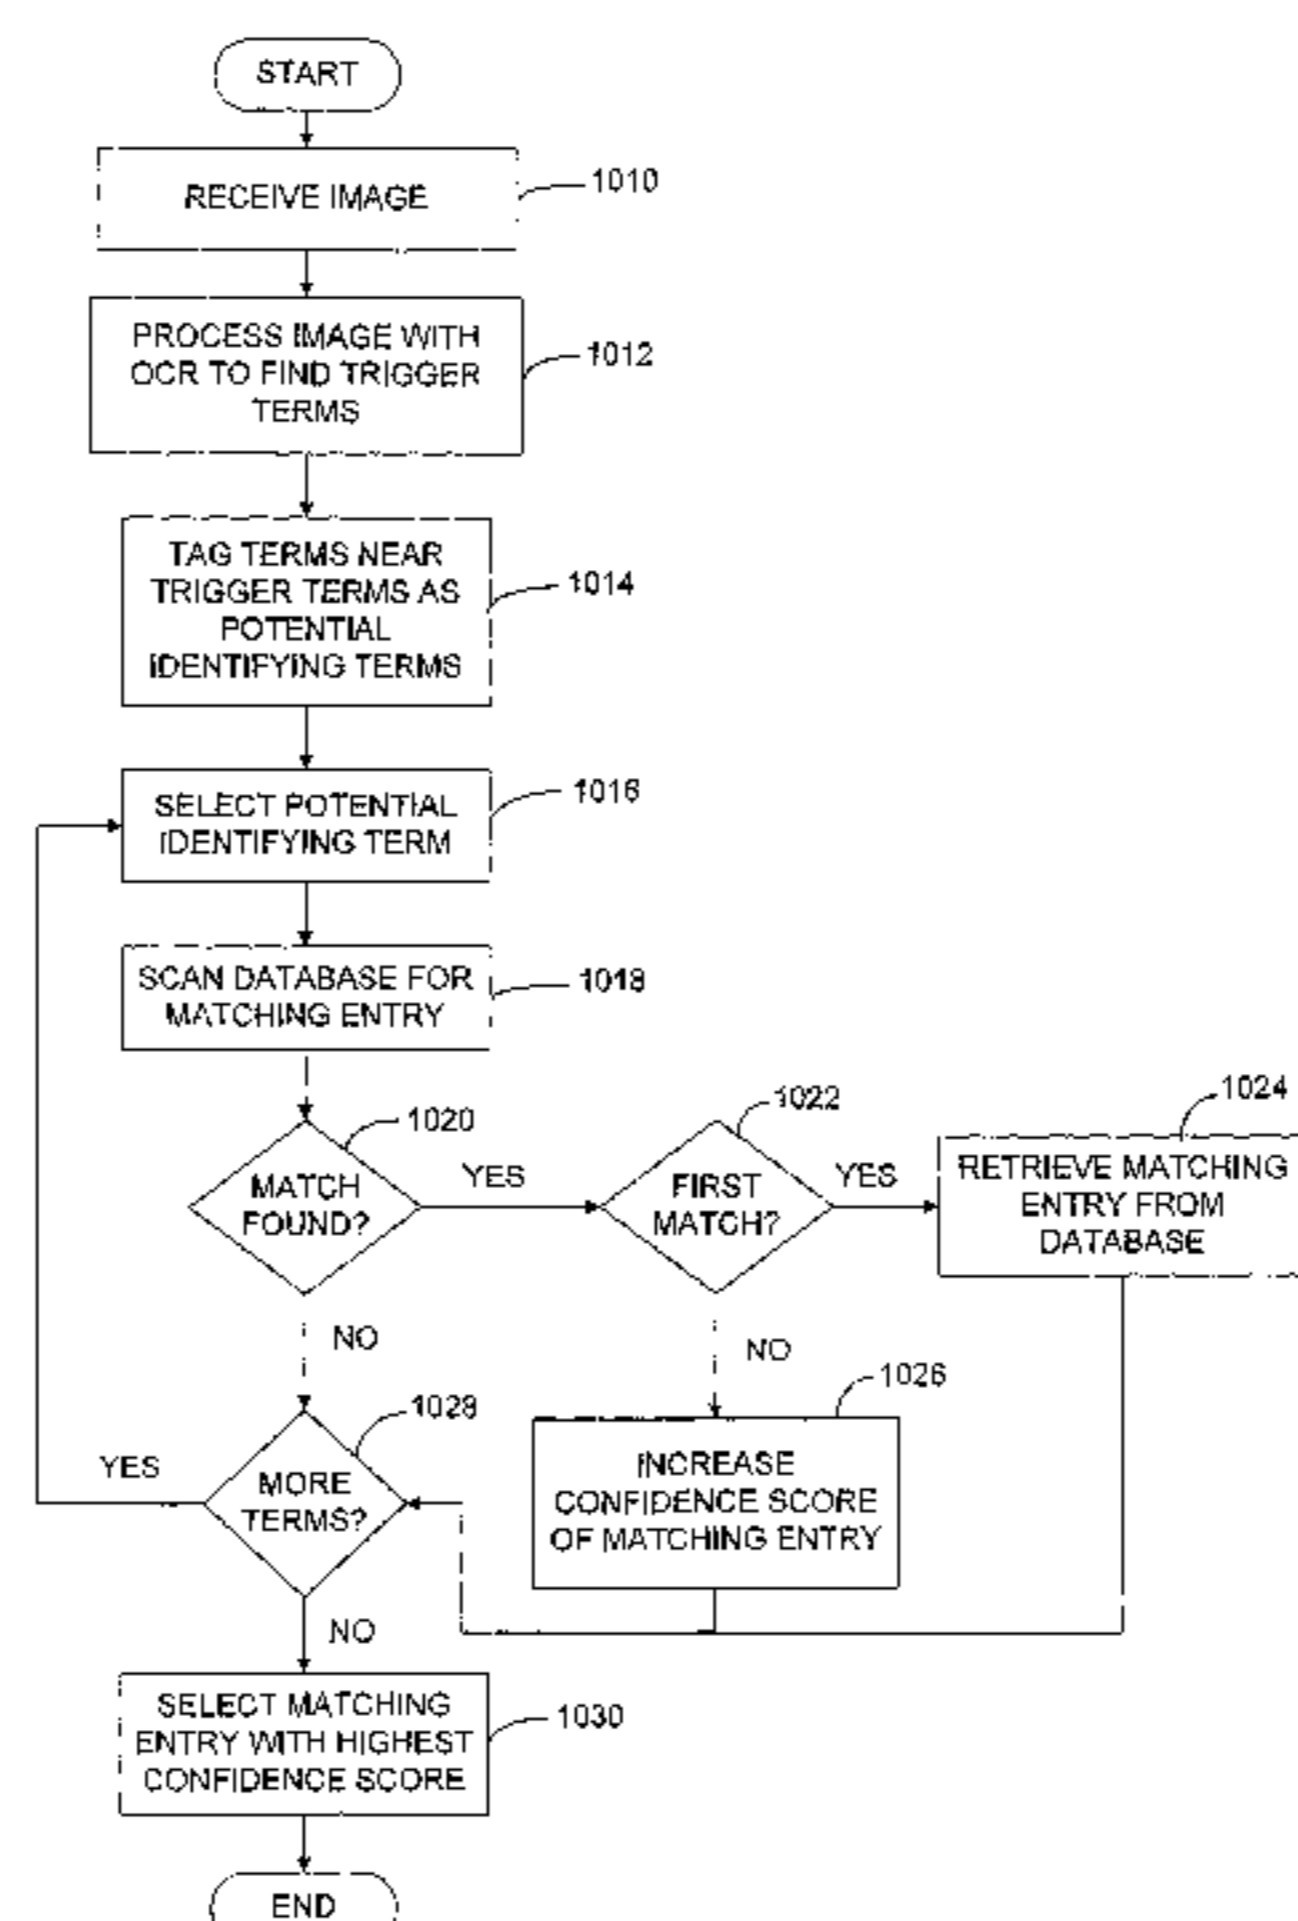 START
RECEIVE IMAGE
1010
PROCESS IMAGE WITH
OCR TO FIND TRIGGER
TERMS
1012
TAG TERMS NEAR
TRIGGER TERMS AS
POTENTIAL
IDENTIFYING TERMS
1014
SELECT POTENTIAL
IDENTIFYING TERM
1016
SCAN DATABASE FOR
MATCHING ENTRY
1018
MATCH
FOUND?
1020
YES
FIRST
MATCH?
1022
YES
RETRIEVE MATCHING
ENTRY FROM
DATABASE
1024
NO
NO
INCREASE
CONFIDENCE SCORE
OF MATCHING ENTRY
1026
MORE
TERMS?
1028
YES
NO
SELECT MATCHING
ENTRY WITH HIGHEST
CONFIDENCE SCORE
1030
END